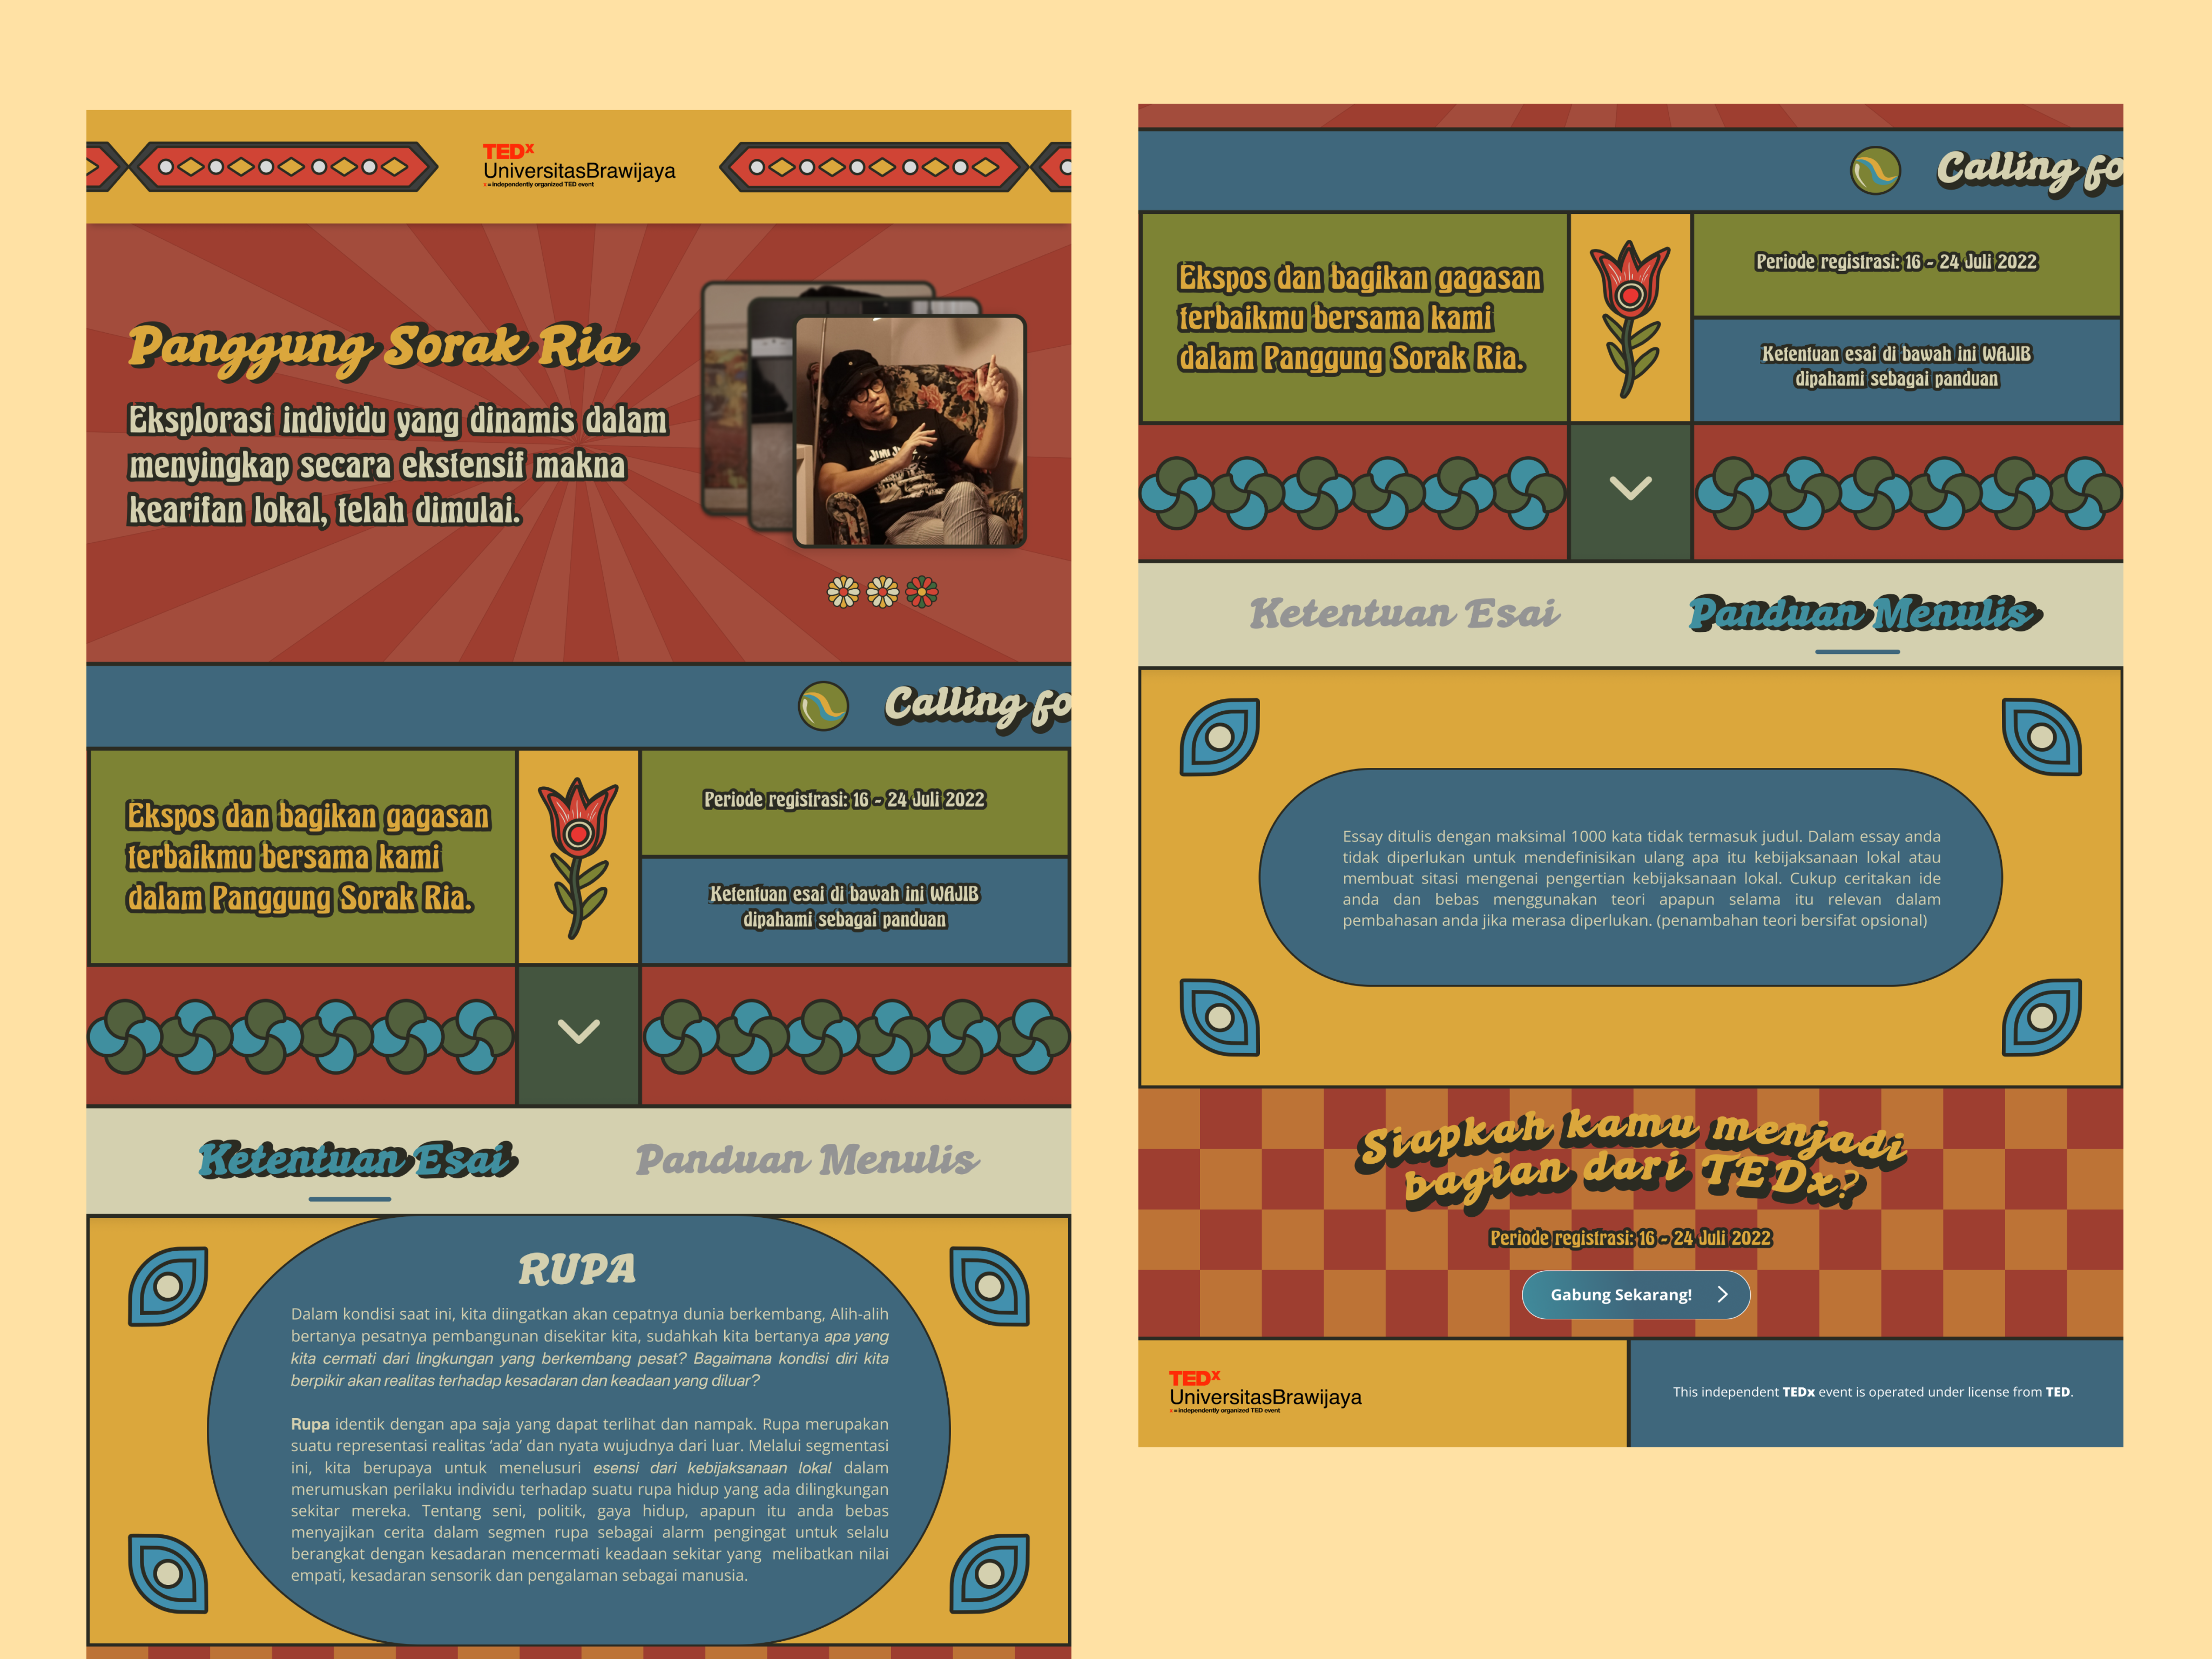 TEDx
UniversitasBrawijaya
x = independently organized TED event
Panggung Sorak Ria
Eksplorasi individu yang dinamis dalam
menyingkap secara ekstensif makna
kearifan lokal, telah dimulai.
Calling fo
Ekspos dan bagikan gagasan
terbaikmu bersama kami
dalam Panggung Sorak Ria.
Periode registrasi: 16 - 24 Juli 2022
Ketentuan esai di bawah ini WAJIB
dipahami sebagai panduan
Ketentuan Esai
Panduan Menulis
RUPA
Dalam kondisi saat ini, kita diingatkan akan cepatnya dunia berkembang, Alih-alih
bertanya pesatnya pembangunan disekitar kita, sudahkah kita bertanya apa yang
kita cermati dari lingkungan yang berkembang pesat? Bagaimana kondisi diri kita
berpikir akan realitas terhadap kesadaran dan keadaan yang diluar?
Rupa identik dengan apa saja yang dapat terlihat dan nampak. Rupa merupakan
suatu representasi realitas ‘ada’ dan nyata wujudnya dari luar. Melalui segmentasi
ini, kita berupaya untuk menelusuri esensi dari kebijaksanaan lokal dalam
merumuskan perilaku individu terhadap suatu rupa hidup yang ada dilingkungan
sekitar mereka. Tentang seni, politik, gaya hidup, apapun itu anda bebas
menyajikan cerita dalam segmen rupa sebagai alarm pengingat untuk selalu
berangkat dengan kesadaran mencermati keadaan sekitar yang melibatkan nilai
empati, kesadaran sensorik dan pengalaman sebagai manusia.
Calling fo
Ekspos dan bagikan gagasan
terbaikmu bersama kami
dalam Panggung Sorak Ria.
Periode registrasi: 16 - 24 Juli 2022
Ketentuan esai di bawah ini WAJIB
dipahami sebagai panduan
Ketentuan Esai
Panduan Menulis
Essay ditulis dengan maksimal 1000 kata tidak termasuk judul. Dalam essay anda
tidak diperlukan untuk mendefinisikan ulang apa itu kebijaksanaan lokal atau
membuat sitasi mengenai pengertian kebijaksanaan lokal. Cukup ceritakan ide
anda dan bebas menggunakan teori apapun selama itu relevan dalam
pembahasan anda jika merasa diperlukan. (penambahan teori bersifat opsional)
Siapkah kamu menjadi
bagian dari TEDx?
Periode registrasi: 16 - 24 Juli 2022
Gabung Sekarang!
TEDx
UniversitasBrawijaya
x = independently organized TED event
This independent TEDx event is operated under license from TED.